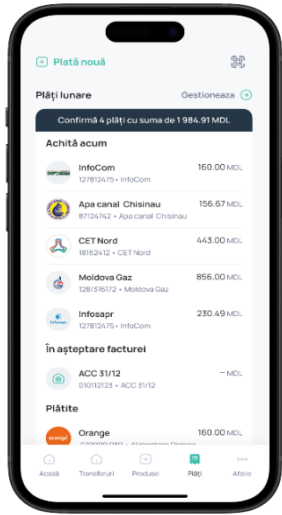 Plată nouă
Plăți lunare
Gestioneaza
Confirmă 4 plăți cu suma de 1 984.91 MDL
Achită acum
InfoCom
160.00 MDL
127812475 • InfoCom
Apa canal Chisinau
156.67 MDL
87124742 • Apa canal Chisinau
CET Nord
443.00 MDL
18162412 • CET Nord
Moldova Gaz
856.00 MDL
128/316172 • Moldova Gaz
Infosapr
230.49 MDL
127812475 • InfoCom
În așteptare facturei
ACC 31/12
— MDL
010112123 • ACC 31/12
Plătite
Orange
160.00 MDL
Acasă
Transferuri
Produse
Plăți
Altele